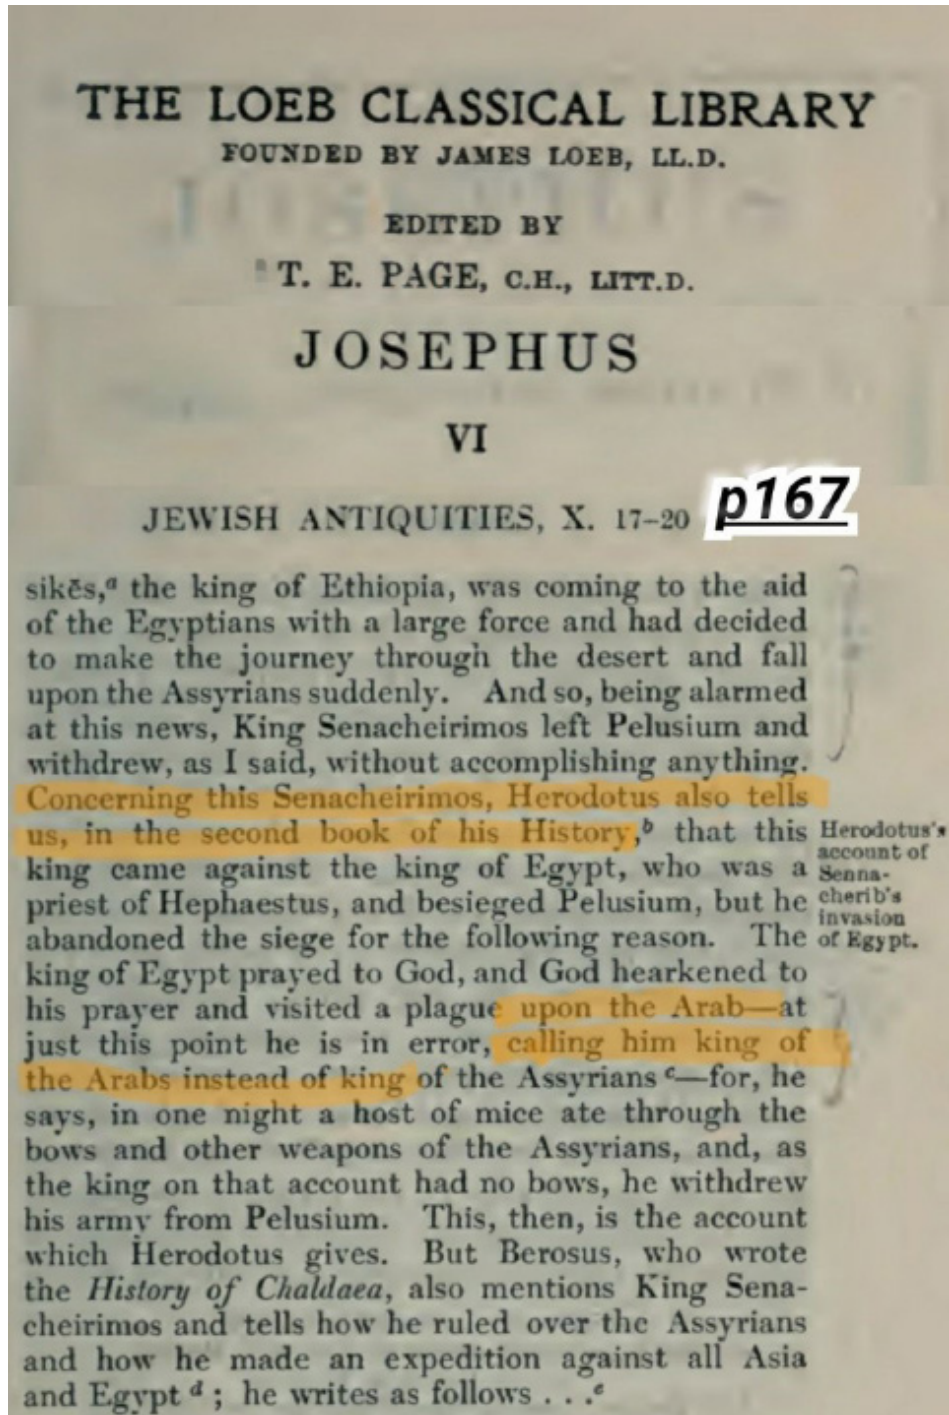 THE LOEB CLASSICAL LIBRARY
FOUNDED BY JAMES LOEB, LL.D.
EDITED BY
T. E. PAGE, C.H., LITT.D.
JOSEPHUS
VI
JEWISH ANTIQUITIES, X. 17–20
p167
sikēs,ᵃ the king of Ethiopia, was coming to the aid
of the Egyptians with a large force and had decided
to make the journey through the desert and fall
upon the Assyrians suddenly. And so, being alarmed
at this news, King Senacheirimos left Pelusium and
withdrew, as I said, without accomplishing anything.
Concerning this Senacheirimos, Herodotus also tells
us, in the second book of his History,ᵇ that this
king came against the king of Egypt, who was a
priest of Hephaestus, and besieged Pelusium, but he
abandoned the siege for the following reason. The
king of Egypt prayed to God, and God hearkened to
his prayer and visited a plague upon the Arab—at
just this point he is in error, calling him king of
the Arabs instead of king of the Assyrians ᶜ—for, he
says, in one night a host of mice ate through the
bows and other weapons of the Assyrians, and, as
the king on that account had no bows, he withdrew
his army from Pelusium. This, then, is the account
which Herodotus gives. But Berosus, who wrote
the History of Chaldaea, also mentions King Sena-
cheirimos and tells how he ruled over the Assyrians
and how he made an expedition against all Asia
and Egypt ᵈ ; he writes as follows . . .ᵉ
Herodotus's
account of
Senna-
cherib's
invasion
of Egypt.